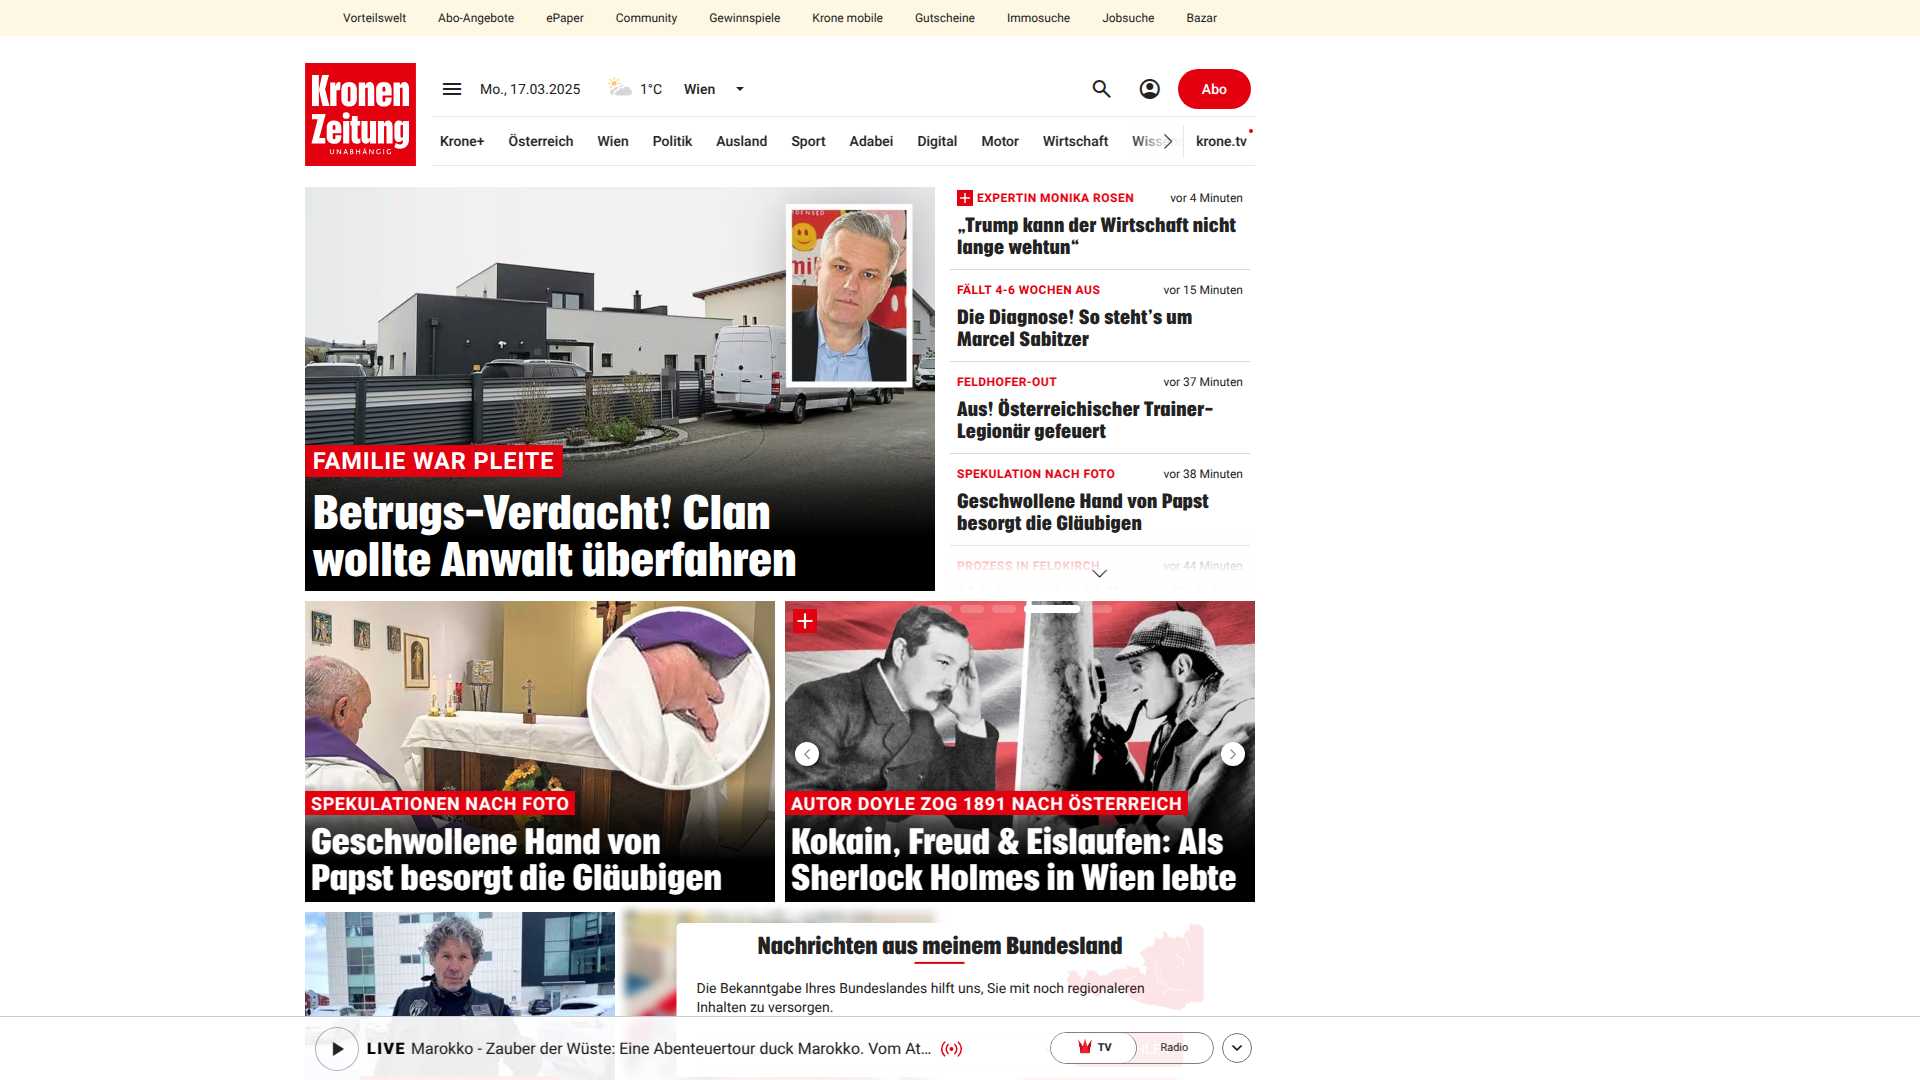 Vorteilswelt Abo-Angebote ePaper Community Gewinnspiele Krone mobile Gutscheine Immosuche Jobsuche Bazar
Kronen
Zeitung
UNABHÄNGIG
Mo., 17.03.2025 1°C Wien
Abo
Krone+ Österreich Wien Politik Ausland Sport Adabei Digital Motor Wirtschaft krone.tv
FAMILIE WAR PLEITE
Betrugs-Verdacht! Clan
wollte Anwalt überfahren
EXPERTIN MONIKA ROSEN vor 4 Minuten
„Trump kann der Wirtschaft nicht
lange wehtun“
FÄLLT 4-6 WOCHEN AUS vor 15 Minuten
Die Diagnose! So steht’s um
Marcel Sabitzer
FELDHOFER-OUT vor 37 Minuten
Aus! Österreichischer Trainer-
Legionär gefeuert
SPEKULATION NACH FOTO vor 38 Minuten
Geschwollene Hand von Papst
besorgt die Gläubigen
PROZESS IN FELDKIRCH vor 44 Minuten
SPEKULATIONEN NACH FOTO
Geschwollene Hand von
Papst besorgt die Gläubigen
AUTOR DOYLE ZOG 1891 NACH ÖSTERREICH
Kokain, Freud & Eislaufen: Als
Sherlock Holmes in Wien lebte
Nachrichten aus meinem Bundesland
Die Bekanntgabe Ihres Bundeslandes hilft uns, Sie mit noch regionaleren
Inhalten zu versorgen.
LIVE Marokko - Zauber der Wüste: Eine Abenteuertour duck Marokko. Vom At...
TV Radio